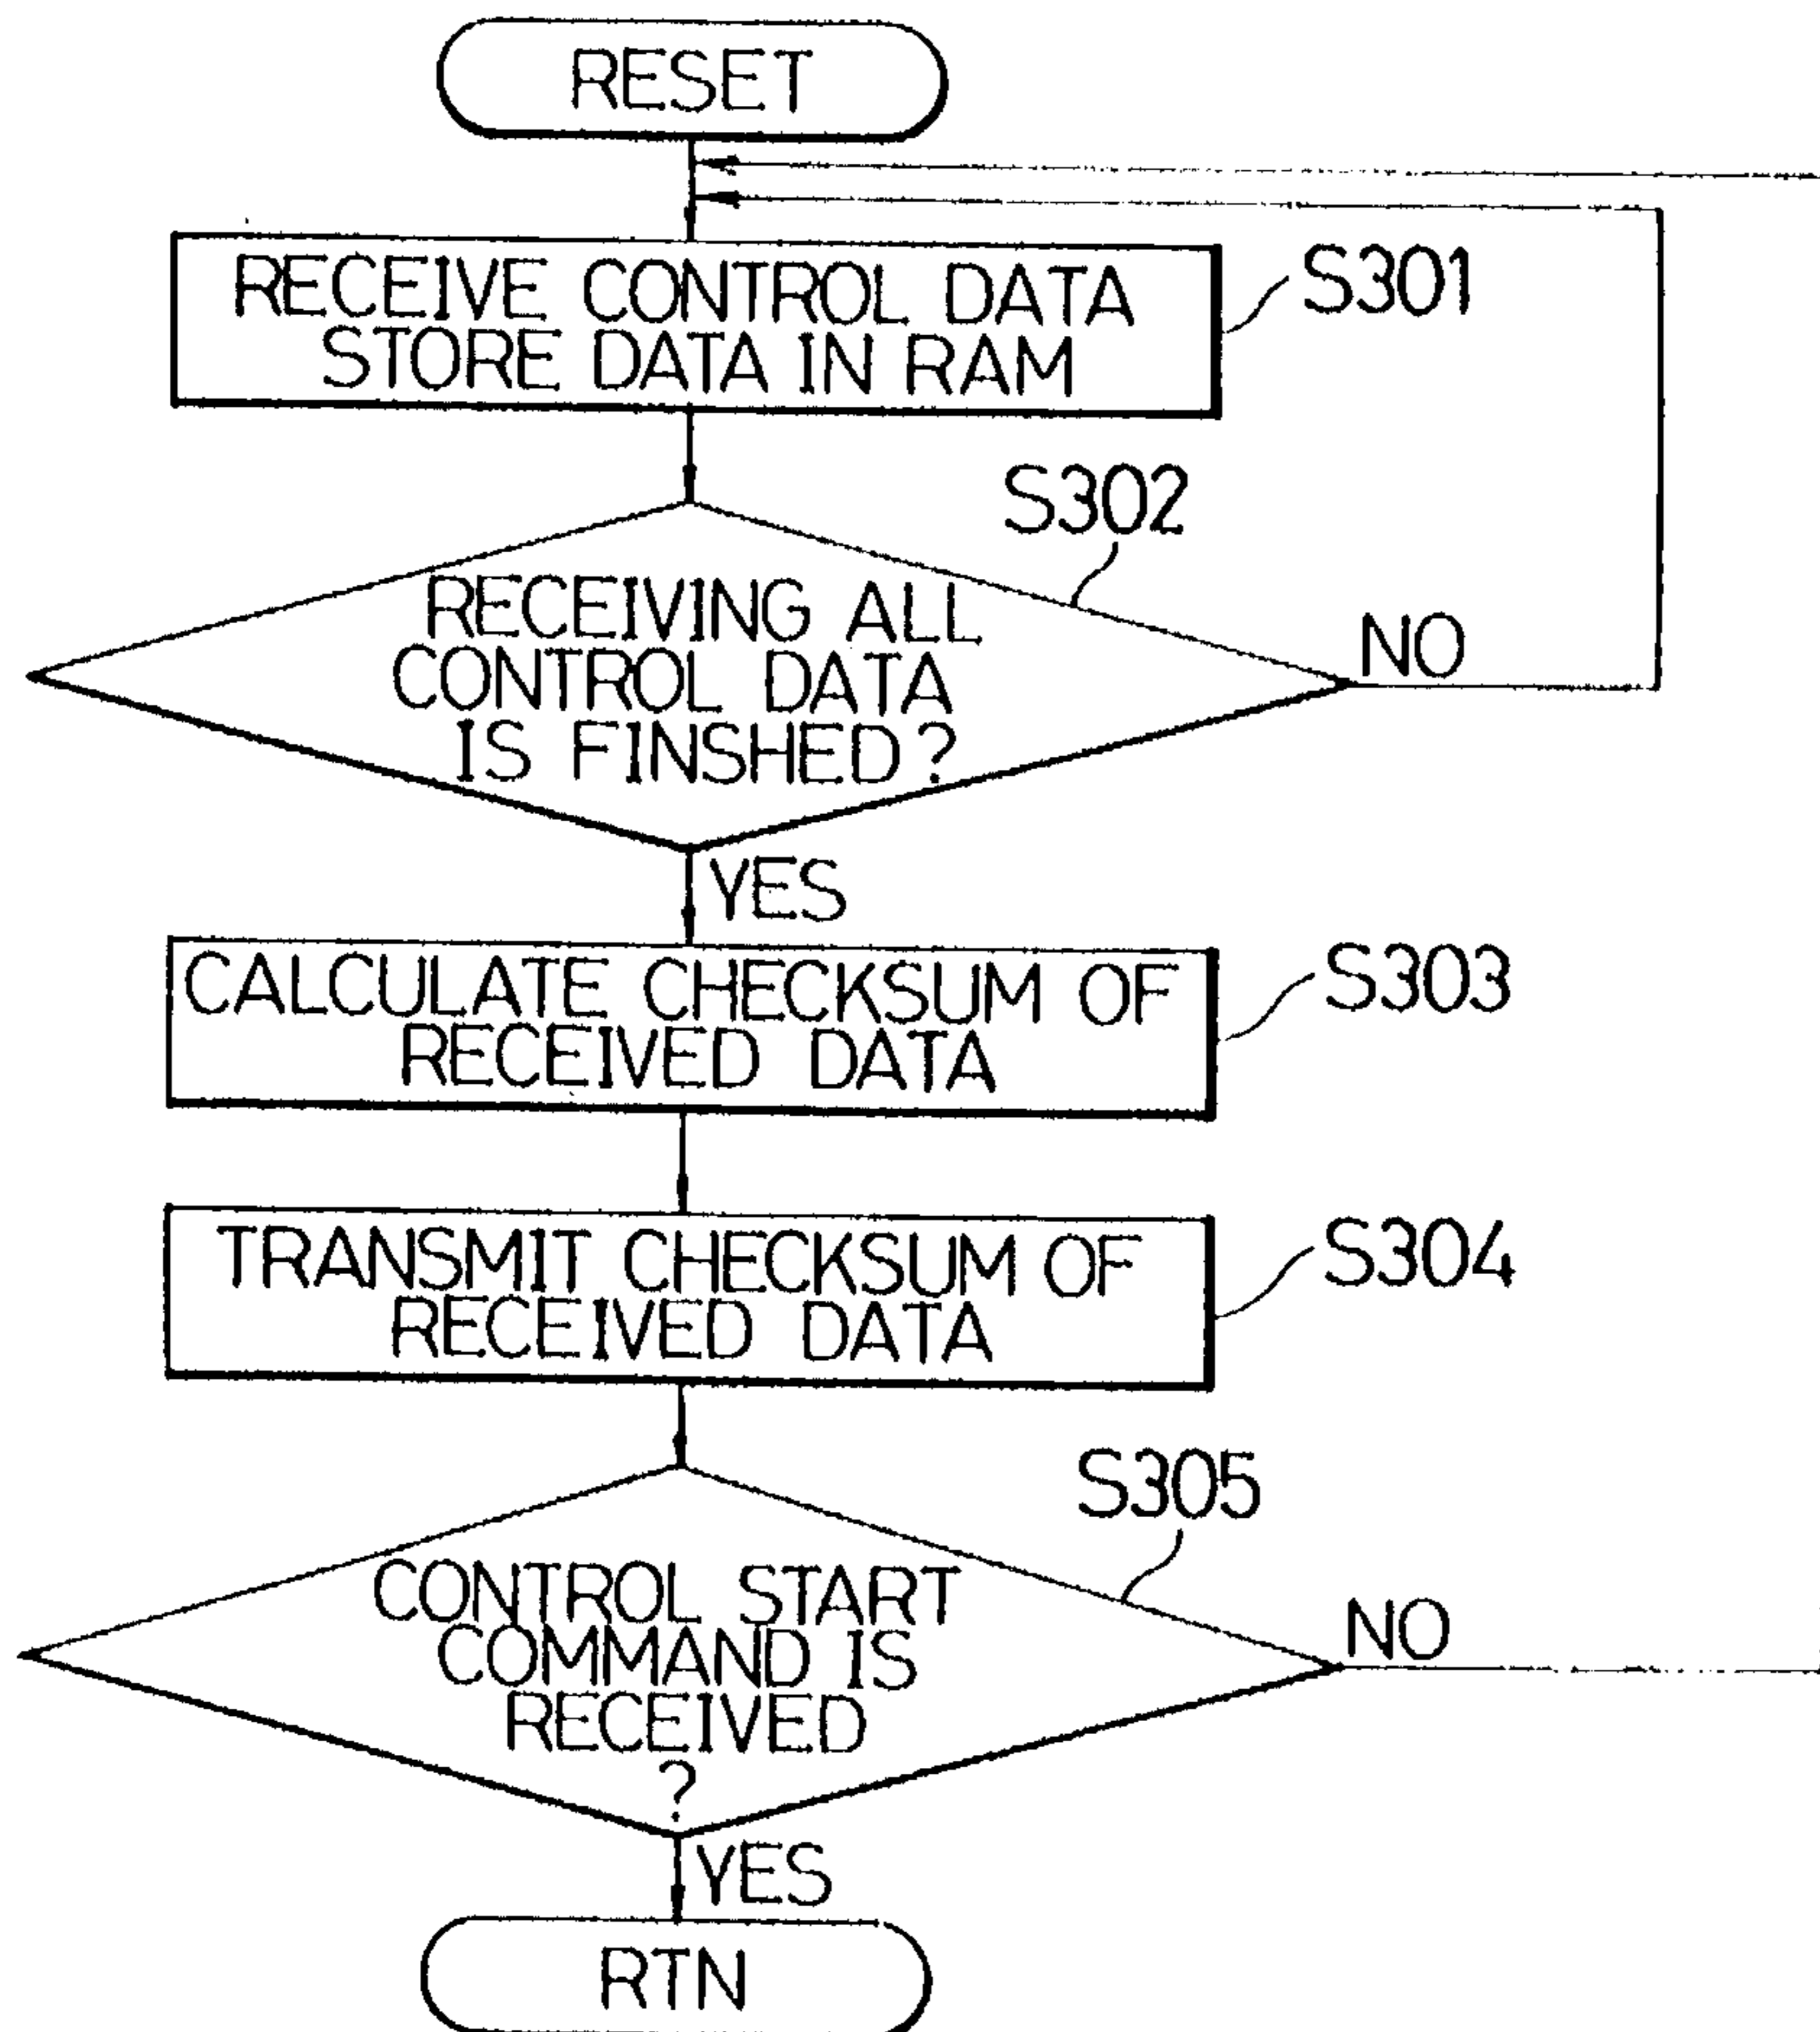 RESET
RECEIVE CONTROL DATA
STORE DATA IN RAM
S301
S302
RECEIVING ALL
CONTROL DATA
IS FINSHED?
NO
YES
CALCULATE CHECKSUM OF
RECEIVED DATA
S303
TRANSMIT CHECKSUM OF
RECEIVED DATA
S304
S305
CONTROL START
COMMAND IS
RECEIVED
?
NO
YES
RTN